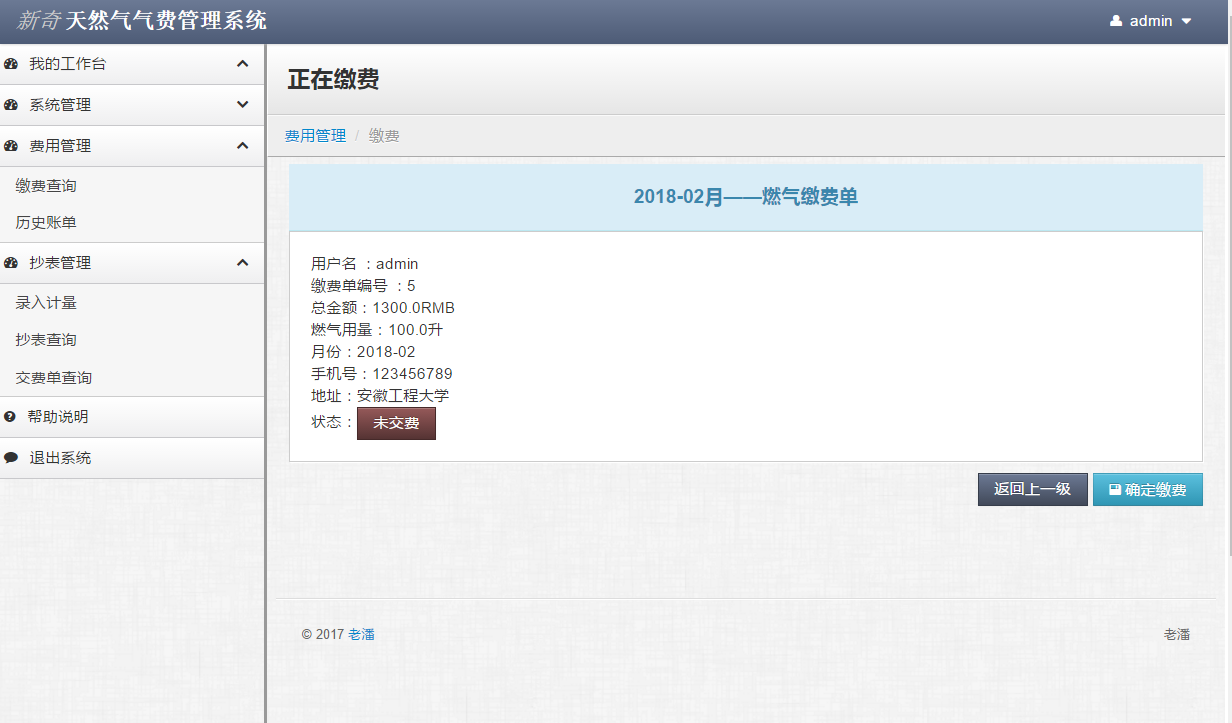 新奇 天然气气费管理系统
admin
我的工作台
系统管理
费用管理
缴费查询
历史账单
抄表管理
录入计量
抄表查询
交费单查询
帮助说明
退出系统
正在缴费
费用管理 / 缴费
2018-02月——燃气缴费单
用户名 ：admin
缴费单编号 ：5
总金额：1300.0RMB
燃气用量：100.0升
月份：2018-02
手机号：123456789
地址：安徽工程大学
状态：未交费
返回上一级 确定缴费
© 2017 老潘
老潘